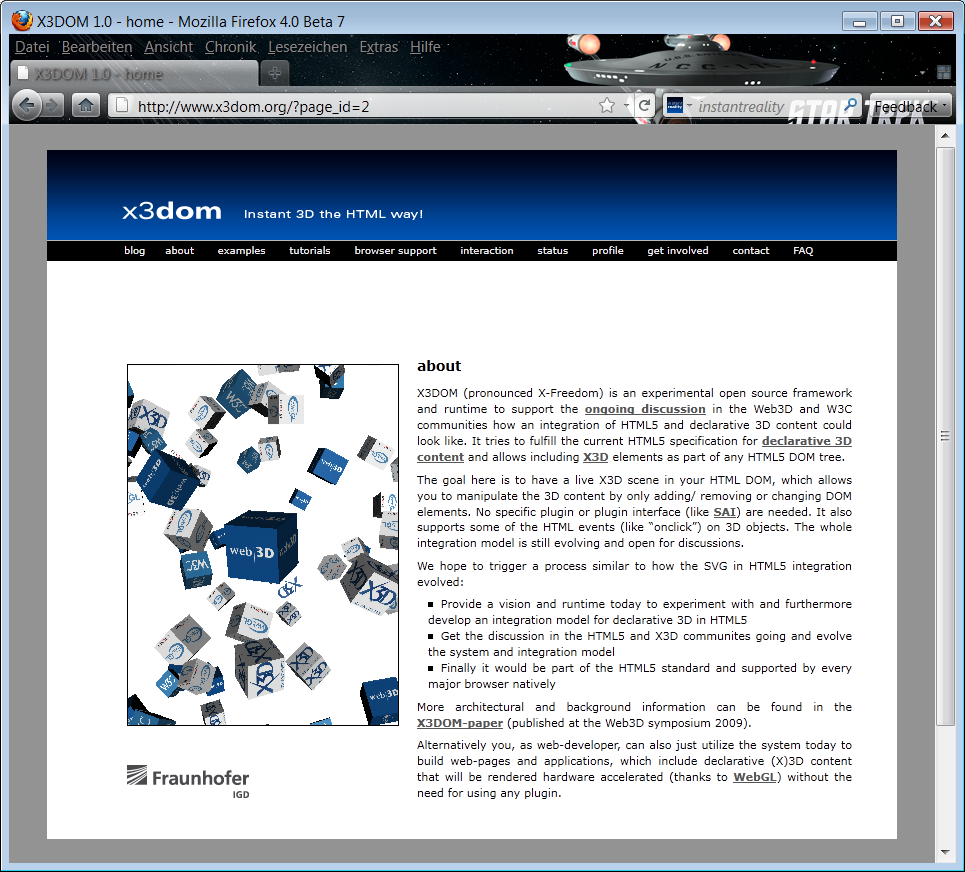 X3DOM 1.0 - home - Mozilla Firefox 4.0 Beta 7
Datei Bearbeiten Ansicht Chronik Lesezeichen Extras Hilfe
X3DOM 1.0 - home
http://www.x3dom.org/?page_id=2
instantreality
STAR TREK
Feedback
x3dom Instant 3D the HTML way!
blog about examples tutorials browser support interaction status profile get involved contact FAQ
about
X3DOM (pronounced X-Freedom) is an experimental open source framework
and runtime to support the ongoing discussion in the Web3D and W3C
communities how an integration of HTML5 and declarative 3D content could
look like. It tries to fulfill the current HTML5 specification for declarative 3D
content and allows including X3D elements as part of any HTML5 DOM tree.
The goal here is to have a live X3D scene in your HTML DOM, which allows
you to manipulate the 3D content by only adding/ removing or changing DOM
elements. No specific plugin or plugin interface (like SAI) are needed. It also
supports some of the HTML events (like “onclick”) on 3D objects. The whole
integration model is still evolving and open for discussions.
We hope to trigger a process similar to how the SVG in HTML5 integration
evolved:
▪ Provide a vision and runtime today to experiment with and furthermore
develop an integration model for declarative 3D in HTML5
▪ Get the discussion in the HTML5 and X3D communites going and evolve
the system and integration model
▪ Finally it would be part of the HTML5 standard and supported by every
major browser natively
More architectural and background information can be found in the
X3DOM-paper (published at the Web3D symposium 2009).
Alternatively you, as web-developer, can also just utilize the system today to
build web-pages and applications, which include declarative (X)3D content
that will be rendered hardware accelerated (thanks to WebGL) without the
need for using any plugin.
W3C
X3D
web3D
web3D
W3C
X3D
X3D
WebGL
X3D
W3C
web3D
Fraunhofer
IGD